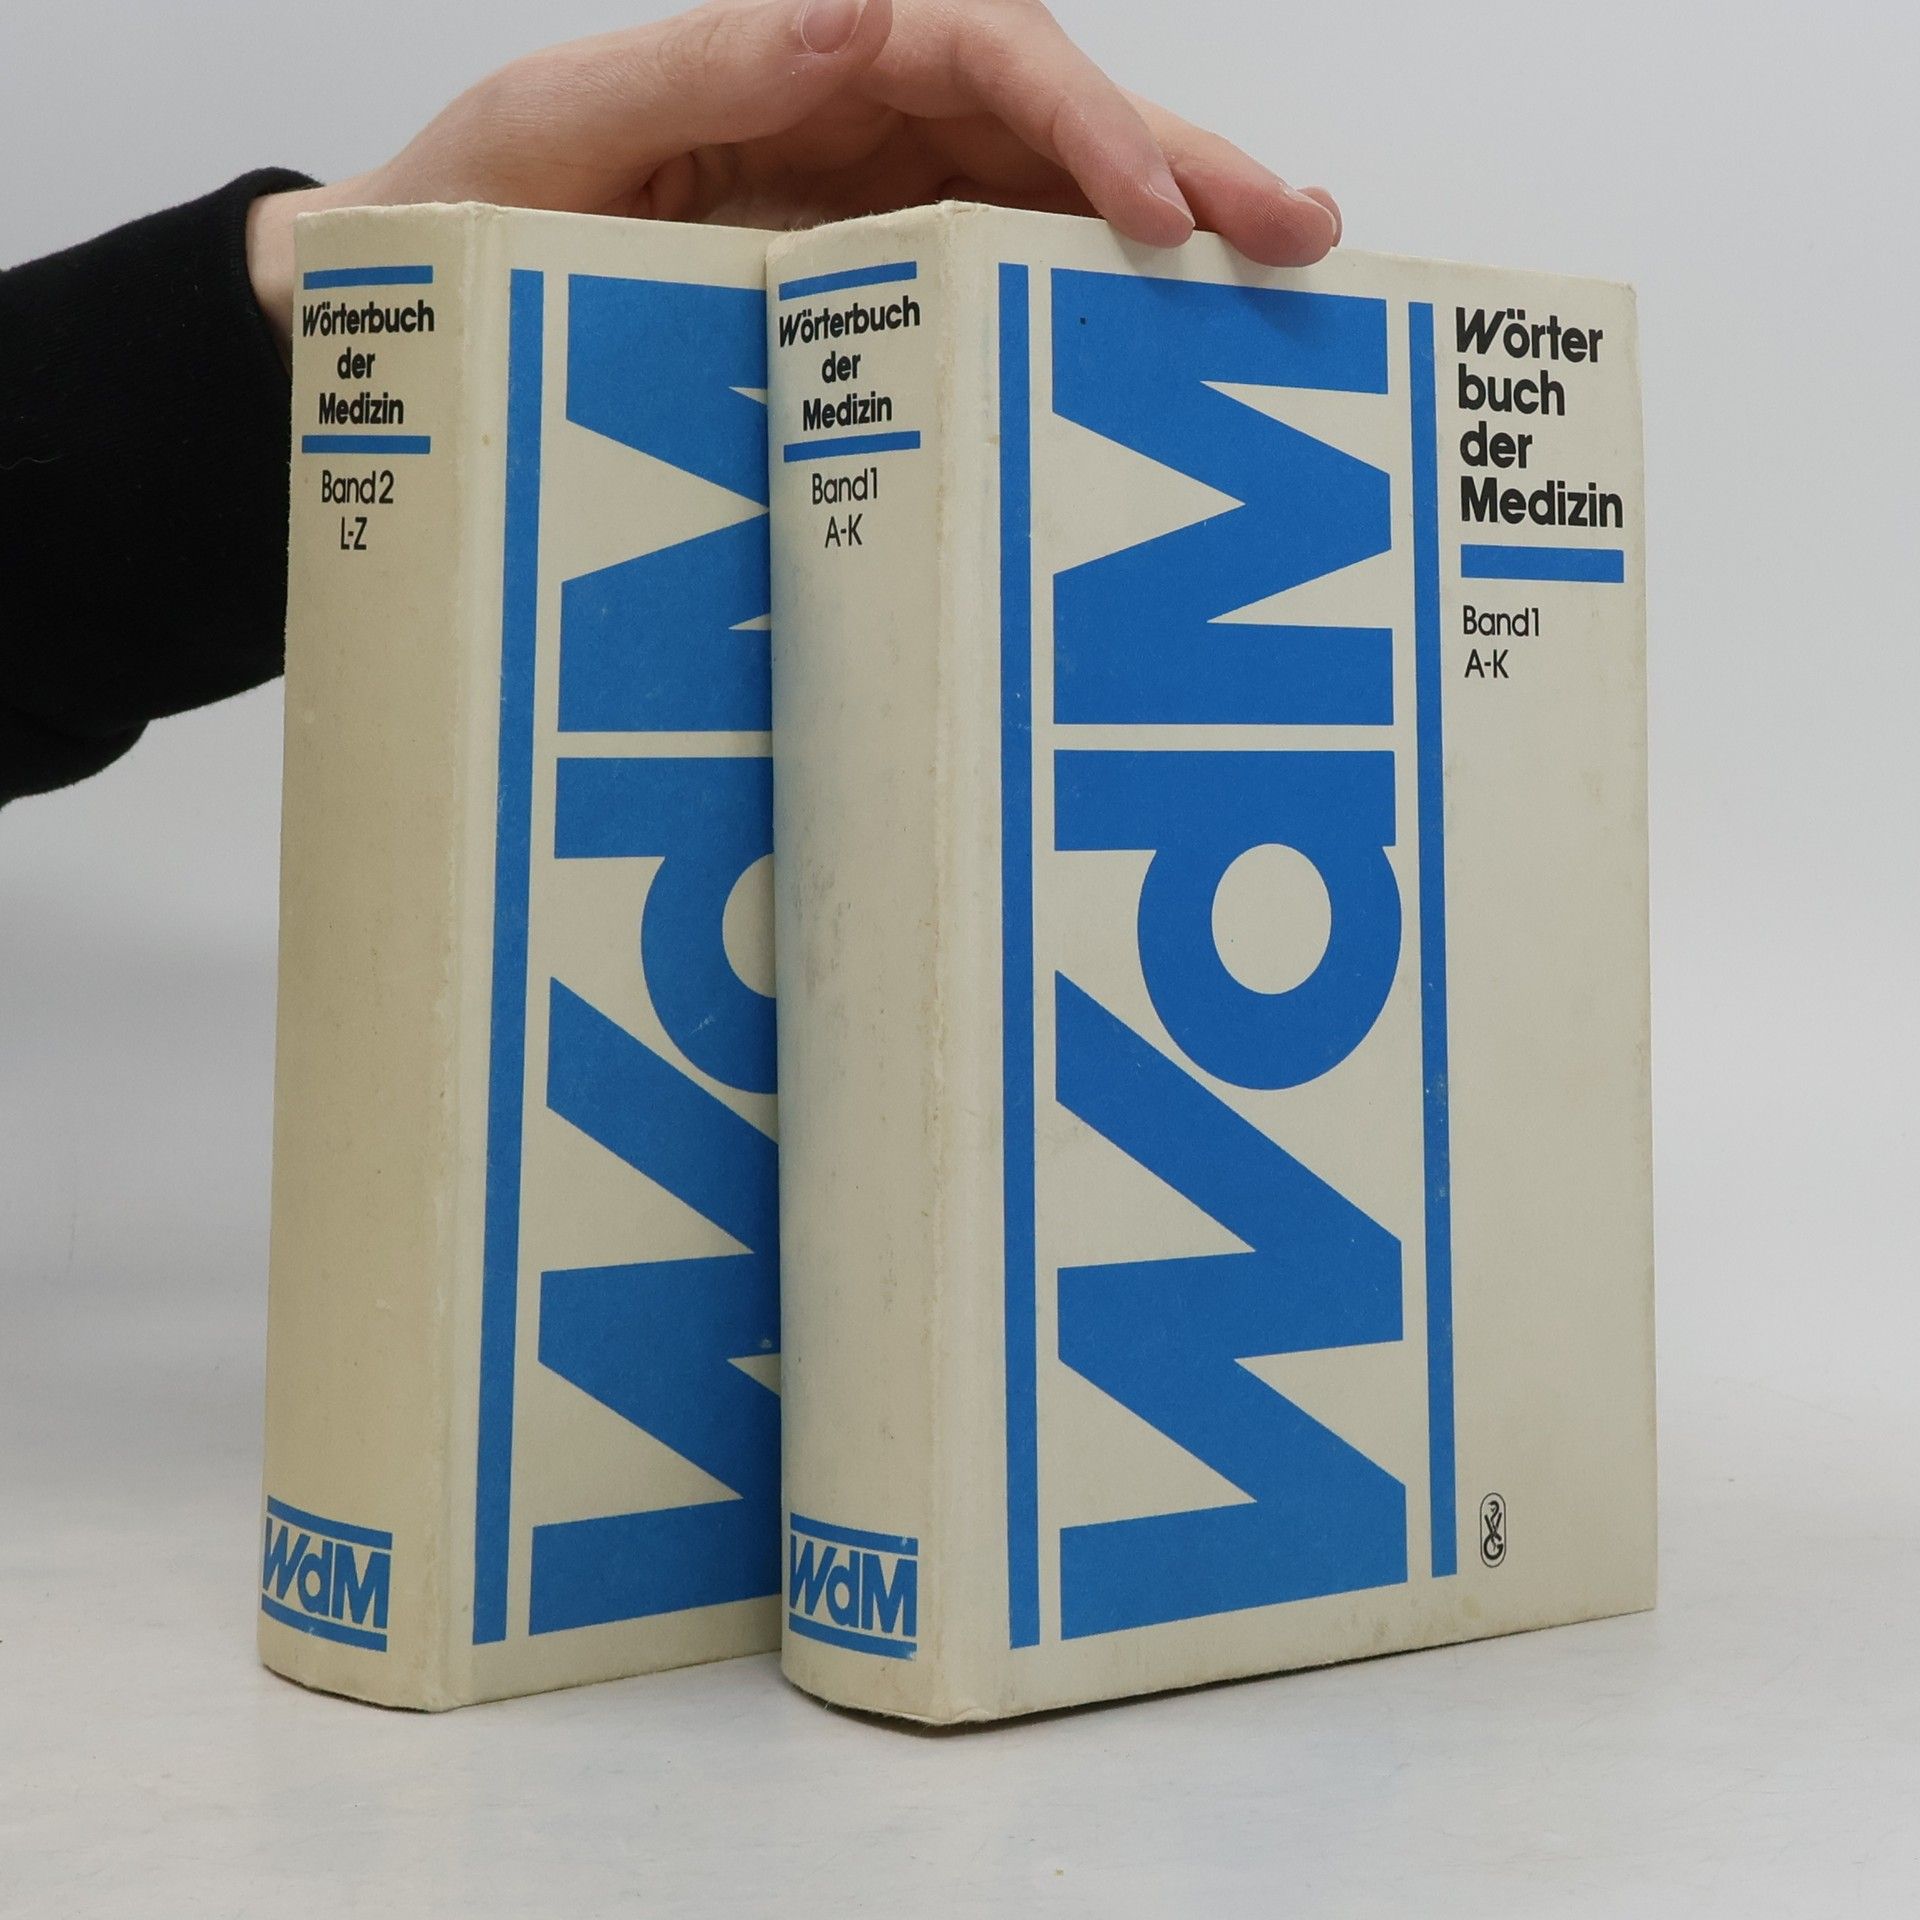 Wörterbuch
der
Medizin
Band 2
L-Z
WdM
WdM
Wörterbuch
der
Medizin
Band 1
A-K
WdM
WdM
Wörter
buch
der
Medizin
Band 1
A-K